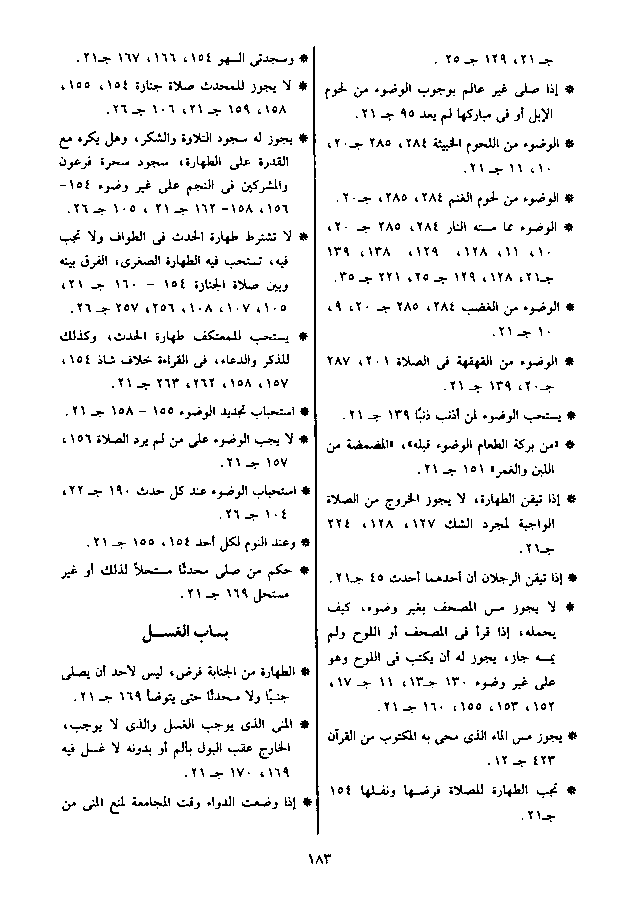 جـ ٢١، ١٢٩ جـ ٢٥ .
* إذا صلى غير عالم بوجوب الوضوء من لحوم
الإبل أو فى مباركها لم يعد ٩٥ جـ ٢١.
* الوضوء من اللحوم الخبيثة ٢٨٤، ٢٨٥ جـ٢٠،
١٠، ١١ جـ ٢١.
* الوضوء من لحوم الغنم ٢٨٤، ٢٨٥، جـ٢٠.
* الوضوء مما مسته النار ٢٨٤، ٢٨٥ جـ ٢٠،
١٠، ١١، ١٢٨، ١٢٩، ١٣٨، ١٣٩
جـ٢١، ١٢٨، ١٢٩ جـ ٢٥، ٢٢١ جـ ٣٥.
* الوضوء من الغضب ٢٨٤، ٢٨٥ جـ ٢٠، ٩،
١٠ جـ ٢١.
* الوضوء من القهقهة فى الصلاة ٢٠١، ٢٨٧
جـ٢٠، ١٣٩ جـ ٢١.
* يستحب الوضوء لمن أذنب ذنبًا ١٣٩ جـ ٢١.
* «من بركة الطعام الوضوء قبله»، «المضمضة من
اللبن والغمر» ١٥١ جـ ٢١.
* إذا تيقن الطهارة، لا يجوز الخروج من الصلاة
الواجبة لمجرد الشك ١٢٧، ١٢٨، ٢٢٤
جـ٢١.
* إذا تيقن الرجلان أن أحدهما أحدث ٤٥ جـ٢١.
* لا يجوز مس المصحف بغير وضوء، كيف
يحمله، إذا قرأ فى المصحف أو اللوح ولم
يمسه جاز، يجوز له أن يكتب فى اللوح وهو
على غير وضوء ١٣٠ جـ١٣، ١١ جـ ١٧،
١٥٢، ١٥٣، ١٥٥، ١٦٠ جـ ٢١.
* يجوز مس الماء الذى محى به المكتوب من القرآن
٤٢٣ جـ ١٢.
* تجب الطهارة للصلاة فرضها ونفلها ١٥٤
جـ٢١.
* وسجدتى السهو ١٥٤، ١٦٦، ١٦٧ جـ٢١.
* لا يجوز للمحدث صلاة جنازة ١٥٤، ١٥٥،
١٥٨، ١٥٩ جـ ٢١، ١٠٦ جـ ٢٦.
* يجوز له سجود التلاوة والشكر، وهل يكره مع
القدرة على الطهارة، سجود سحرة فرعون
والمشركين فى النجم على غير وضوء ١٥٤–
١٥٦، ١٥٨– ١٦٢ جـ ٢١ ، ١٠٥ جـ ٢٦.
* لا تشترط طهارة الحدث فى الطواف ولا تجب
فيه، تستحب فيه الطهارة الصغرى، الفرق بينه
وبين صلاة الجنازة ١٥٤ – ١٦٠ جـ ٢١،
١٠٥، ١٠٧، ١٠٨، ٢٥٦، ٢٥٧ جـ ٢٦.
* يستحب للمعتكف طهارة الحدث، وكذلك
للذكر والدعاء، فى القراءة خلاف شاذ ١٥٤،
١٥٧، ١٥٨، ٢٦٢، ٢٦٣ جـ ٢١.
* استحباب تجديد الوضوء ١٥٥ – ١٥٨ جـ ٢١.
* لا يجب الوضوء على من لم يرد الصلاة ١٥٦،
١٥٧ جـ ٢١.
* استحباب الوضوء عند كل حدث ١٩٠ جـ ٢٢،
١٠٤ جـ ٢٦.
* وعند النوم لكل أحد ١٥٤، ١٥٥ جـ ٢١.
* حكم من صلى محدثًا مستحلاً لذلك أو غير
مستحل ١٦٩ جـ ٢١.
بـاب الغسـل
* الطهارة من الجنابة فرض، ليس لأحد أن يصلى
جنبًا ولا محدثًا حتى يتوضأ ١٦٩ جـ ٢١.
* المنى الذى يوجب الغسل والذى لا يوجب،
الخارج عقب البول بألم أو بدونه لا غسل فيه
١٦٩، ١٧٠ جـ ٢١.
* إذا وضعت الدواء وقت المجامعة لمنع المنى من
١٨٣